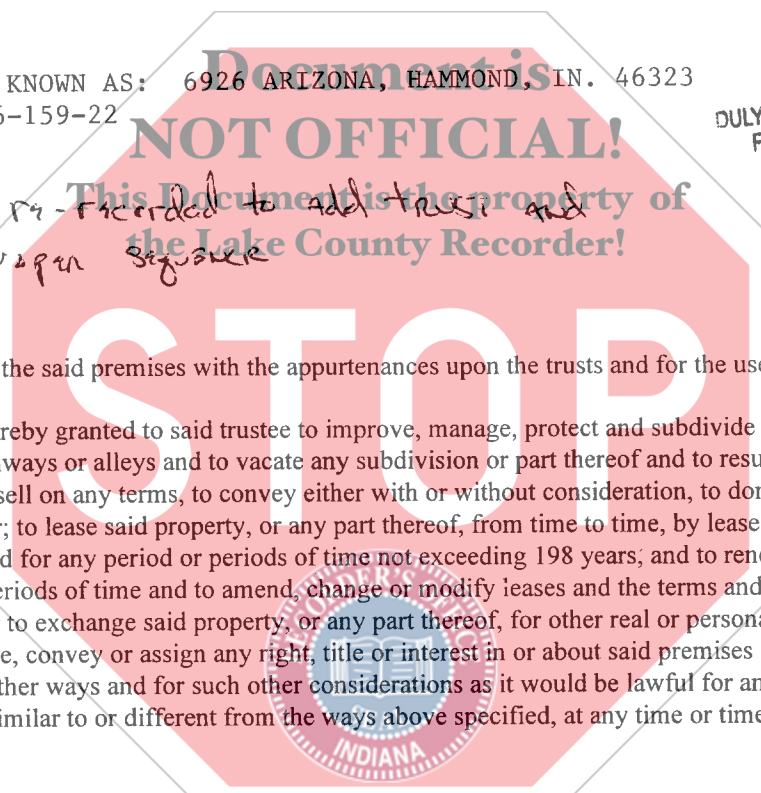 Document is
KNOWN AS: 6926 ARIZONA, HAMMOND, IN. 46323
-159-22
NOT OFFICIAL!
DULY
This Document is the property of
re-recorded to add trust and
the Lake County Recorder!
STOP
the said premises with the appurtenances upon the trusts and for the use
reby granted to said trustee to improve, manage, protect and subdivide
ways or alleys and to vacate any subdivision or part thereof and to resu
sell on any terms, to convey either with or without consideration, to don
; to lease said property, or any part thereof, from time to time, by lease
d for any period or periods of time not exceeding 198 years, and to rene
eriods of time and to amend, change or modify leases and the terms and
to exchange said property, or any part thereof, for other real or persona
e, convey or assign any right, title or interest in or about said premises
ther ways and for such other considerations as it would be lawful for an
imilar to or different from the ways above specified, at any time or time
RECORDER'S OFFICE
INDIANA